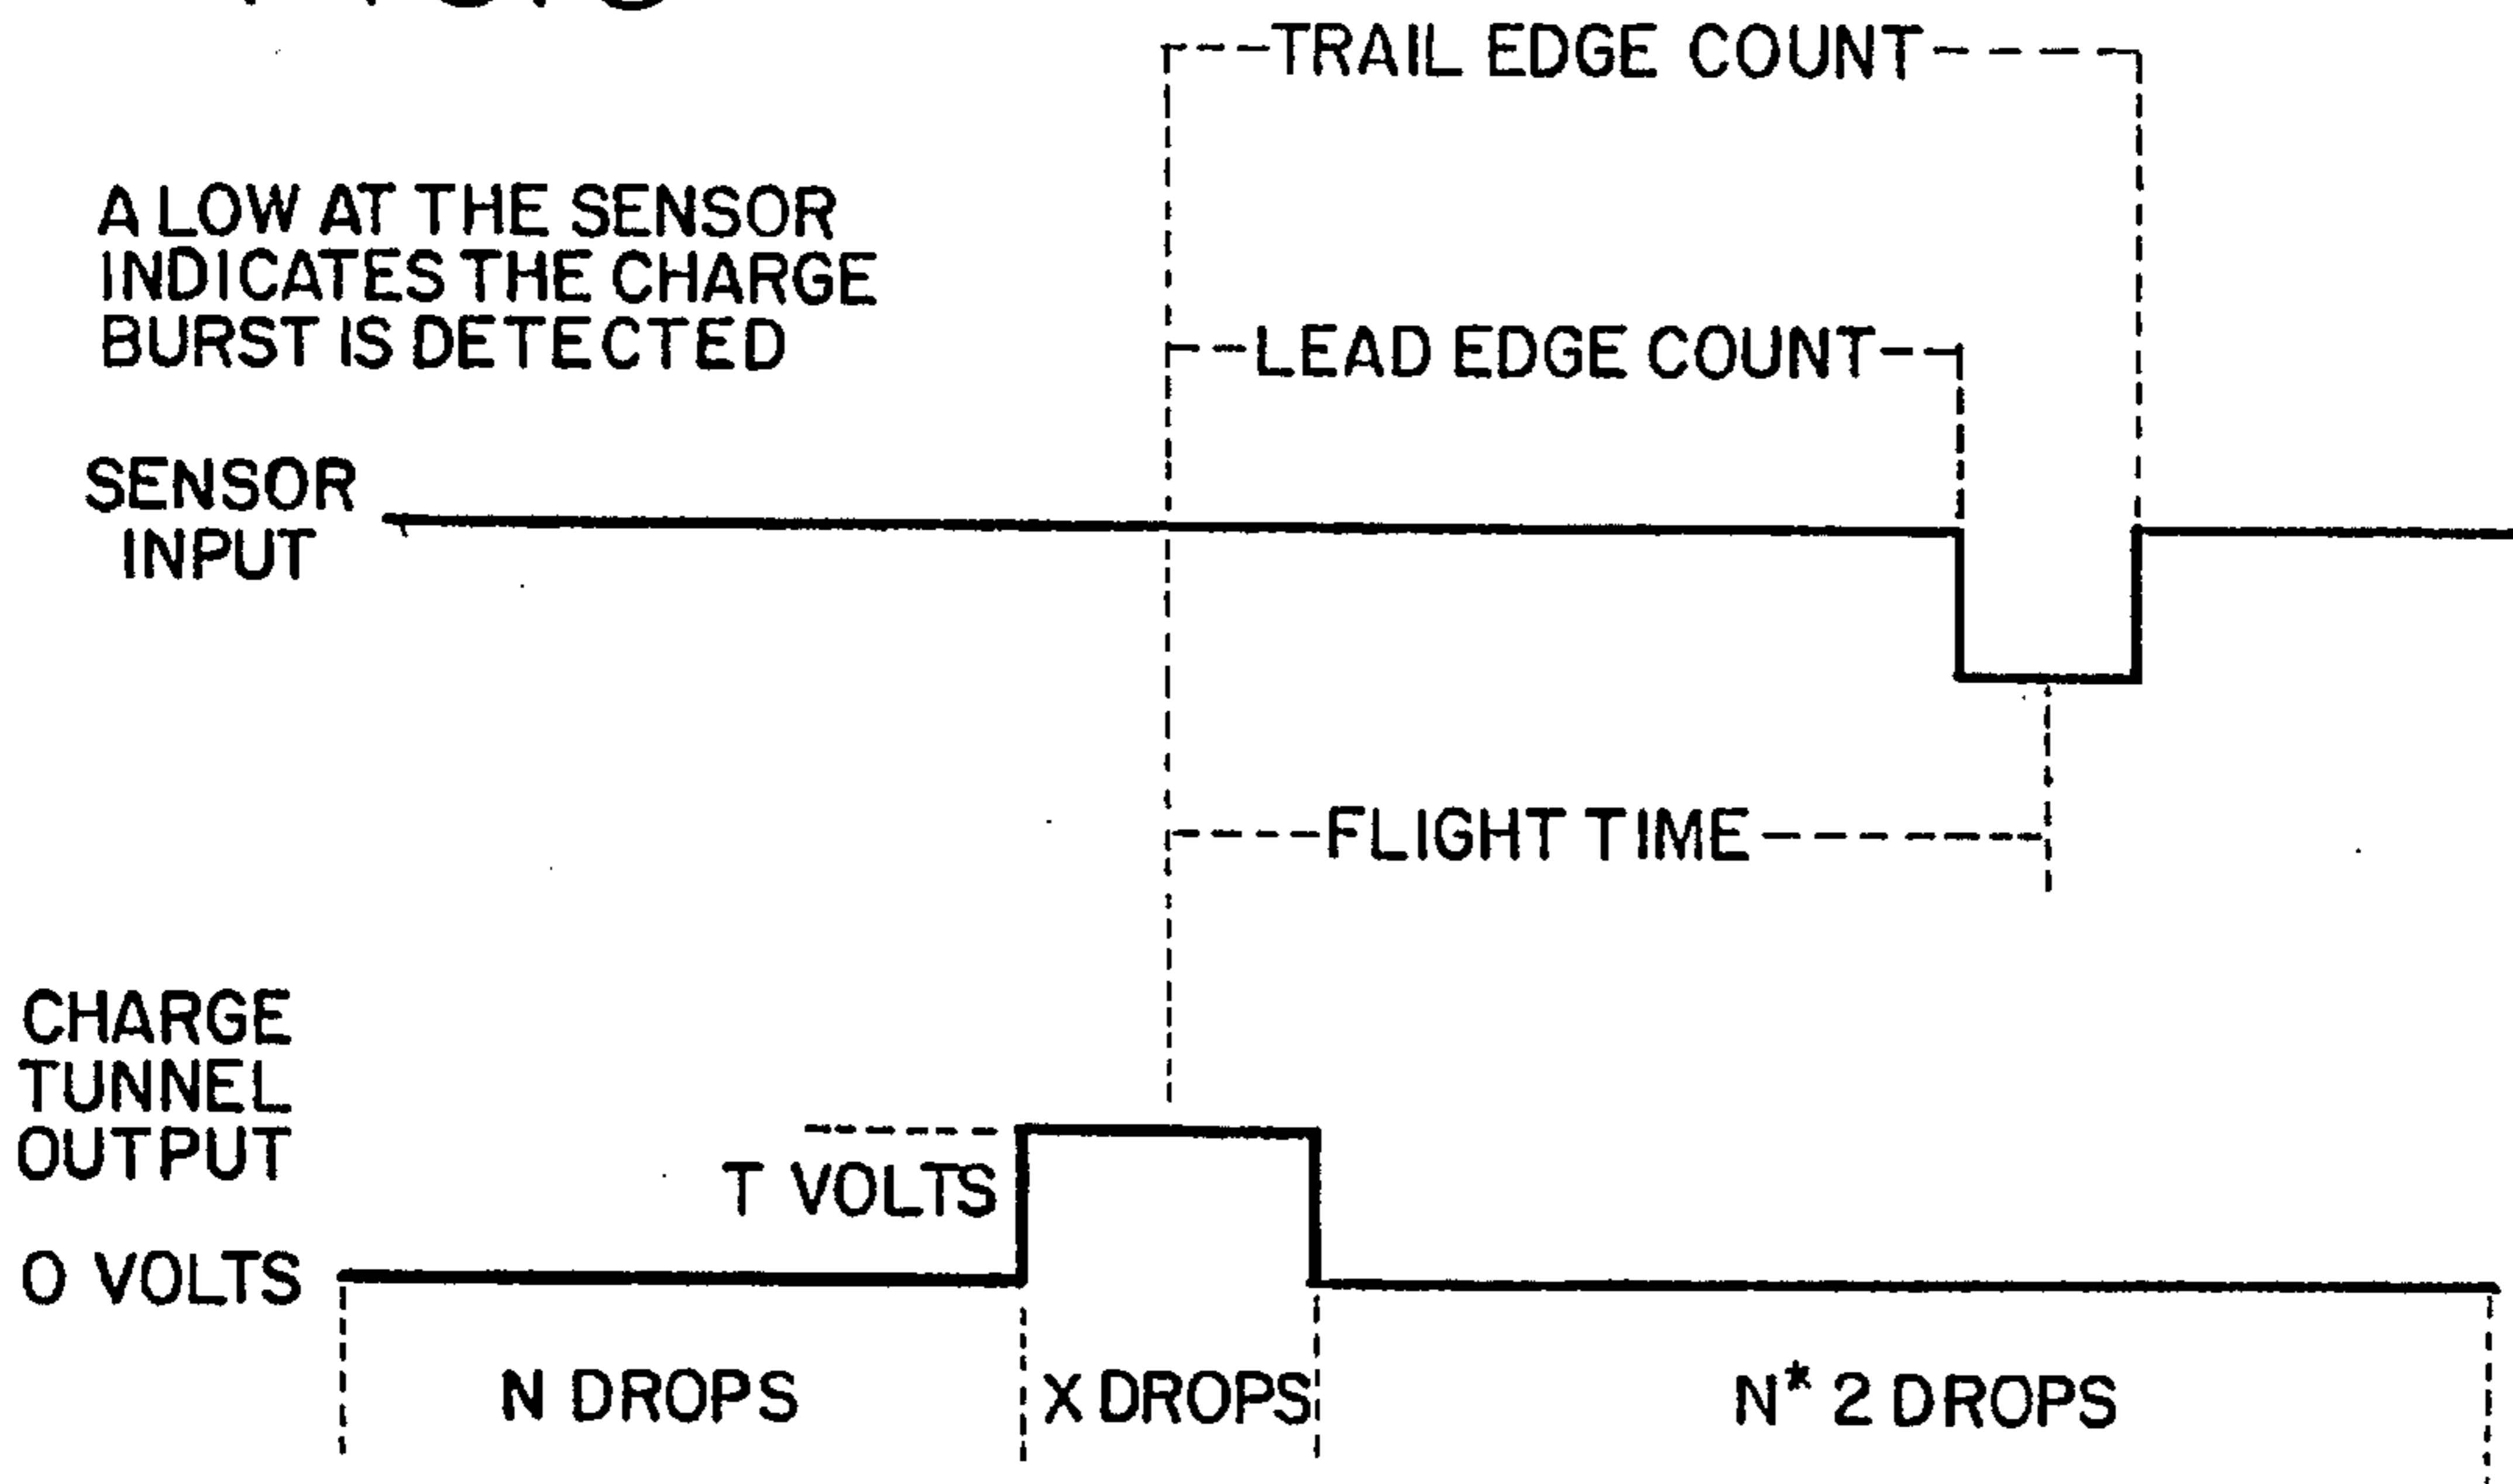 TRAIL EDGE COUNT
A LOW AT THE SENSOR
INDICATES THE CHARGE
BURST IS DETECTED
LEAD EDGE COUNT
SENSOR
INPUT
FLIGHT TIME
CHARGE
TUNNEL
OUTPUT
T VOLTS
O VOLTS
N DROPS
X DROPS
N* 2 DROPS